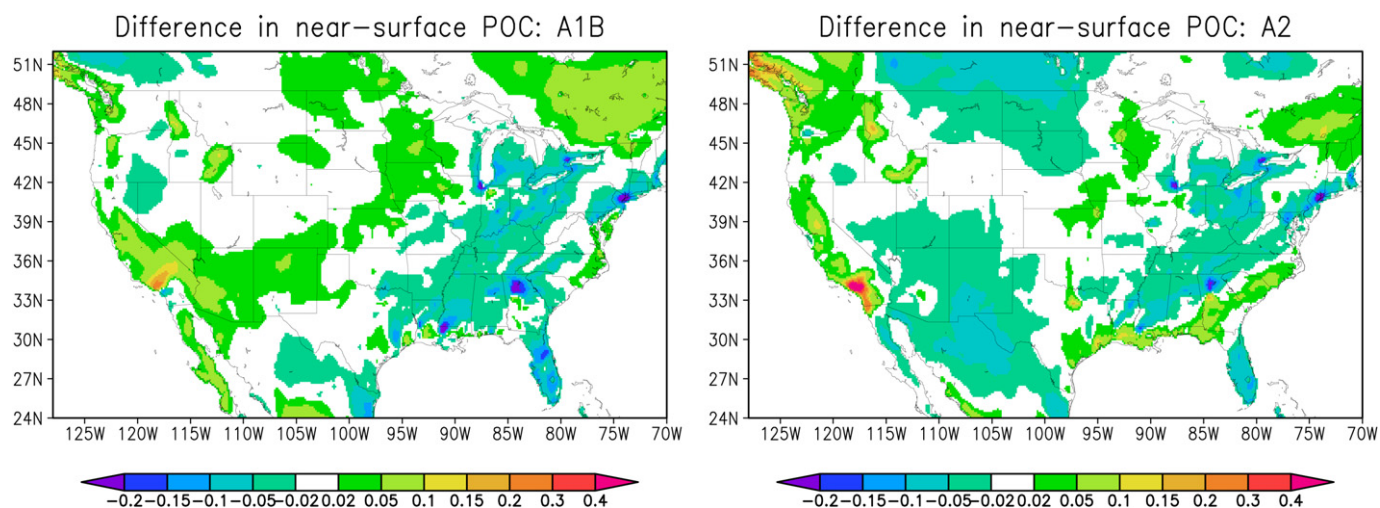 Difference in near-surface POC: A1B
51N
48N
45N
42N
39N
36N
33N
30N
27N
24N
125W 120W 115W 110W 105W 100W 95W 90W 85W 80W 75W 70W
-0.2 -0.15 -0.1 -0.05 -0.02 0.02 0.05 0.1 0.15 0.2 0.3 0.4
Difference in near-surface POC: A2
51N
48N
45N
42N
39N
36N
33N
30N
27N
24N
125W 120W 115W 110W 105W 100W 95W 90W 85W 80W 75W 70W
-0.2 -0.15 -0.1 -0.05 -0.02 0.02 0.05 0.1 0.15 0.2 0.3 0.4